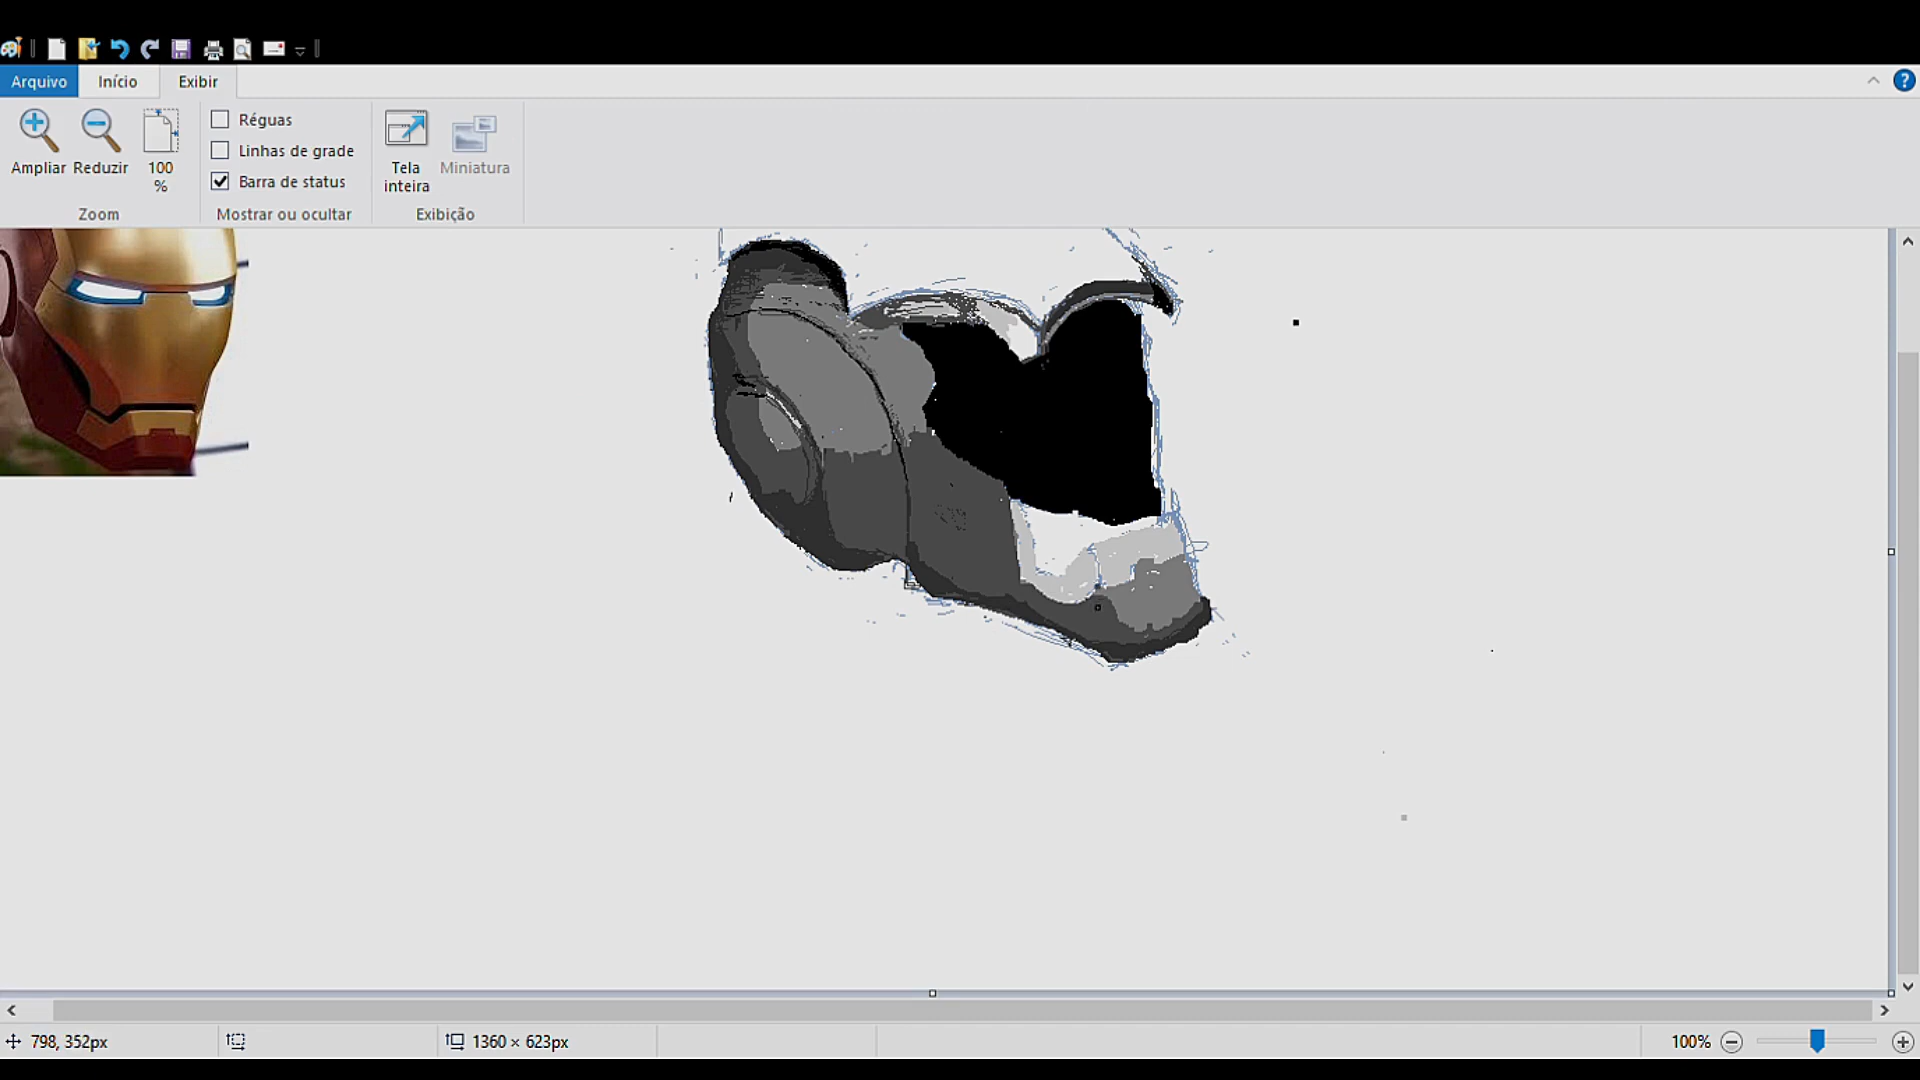 Arquivo Início Exibir
Ampliar Reduzir 100 %
Réguas
Linhas de grade
Barra de status
Tela inteira Miniatura
Zoom Mostrar ou ocultar Exibição
798, 352px 1360 × 623px 100%